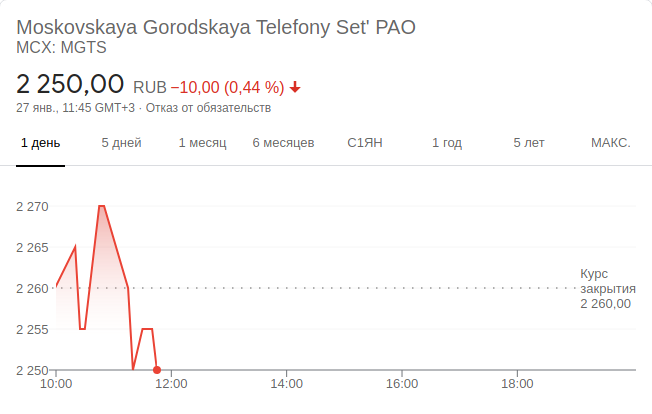 Moskovskaya Gorodskaya Telefony Set' PAO
MCX: MGTS
2 250,00 RUB −10,00 (0,44 %)
27 янв., 11:45 GMT+3 · Отказ от обязательств
1 день 5 дней 1 месяц 6 месяцев С1ЯН 1 год 5 лет МАКС.
2 270
2 265
2 260
2 255
2 250
Курс
закрытия
2 260,00
10:00 12:00 14:00 16:00 18:00